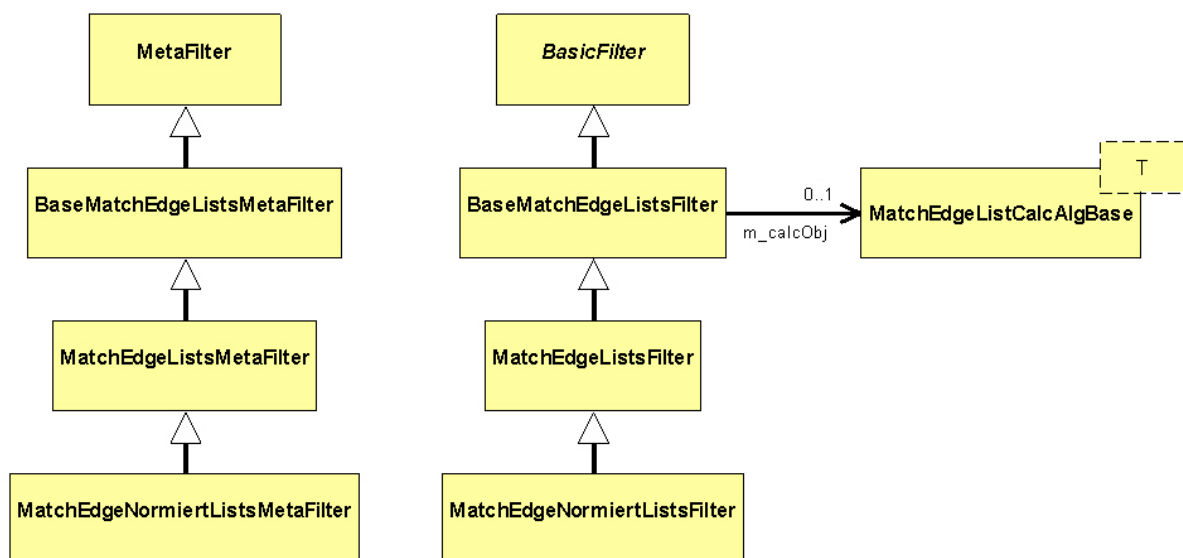 MetaFilter
BasicFilter
T
BaseMatchEdgeListsMetaFilter
BaseMatchEdgeListsFilter
0..1
m_calcObj
MatchEdgeListCalcAlgBase
MatchEdgeListsMetaFilter
MatchEdgeListsFilter
MatchEdgeNormiertListsMetaFilter
MatchEdgeNormiertListsFilter